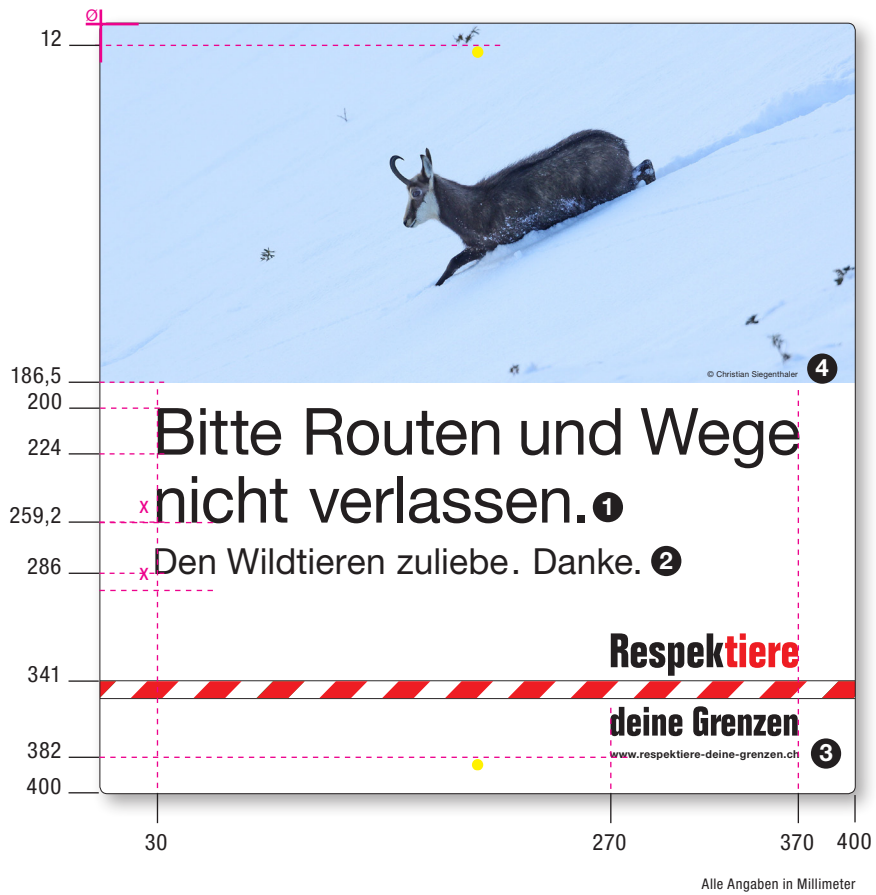 Ø
12
© Christian Siegenthaler
4
186,5
200
Bitte Routen und Wege
224
nicht verlassen. 1
x
259,2
Den Wildtieren zuliebe. Danke. 2
286
x
Respektiere
341
deine Grenzen
www.respektiere-deine-grenzen.ch 3
382
400
30 270 370 400
Alle Angaben in Millimeter